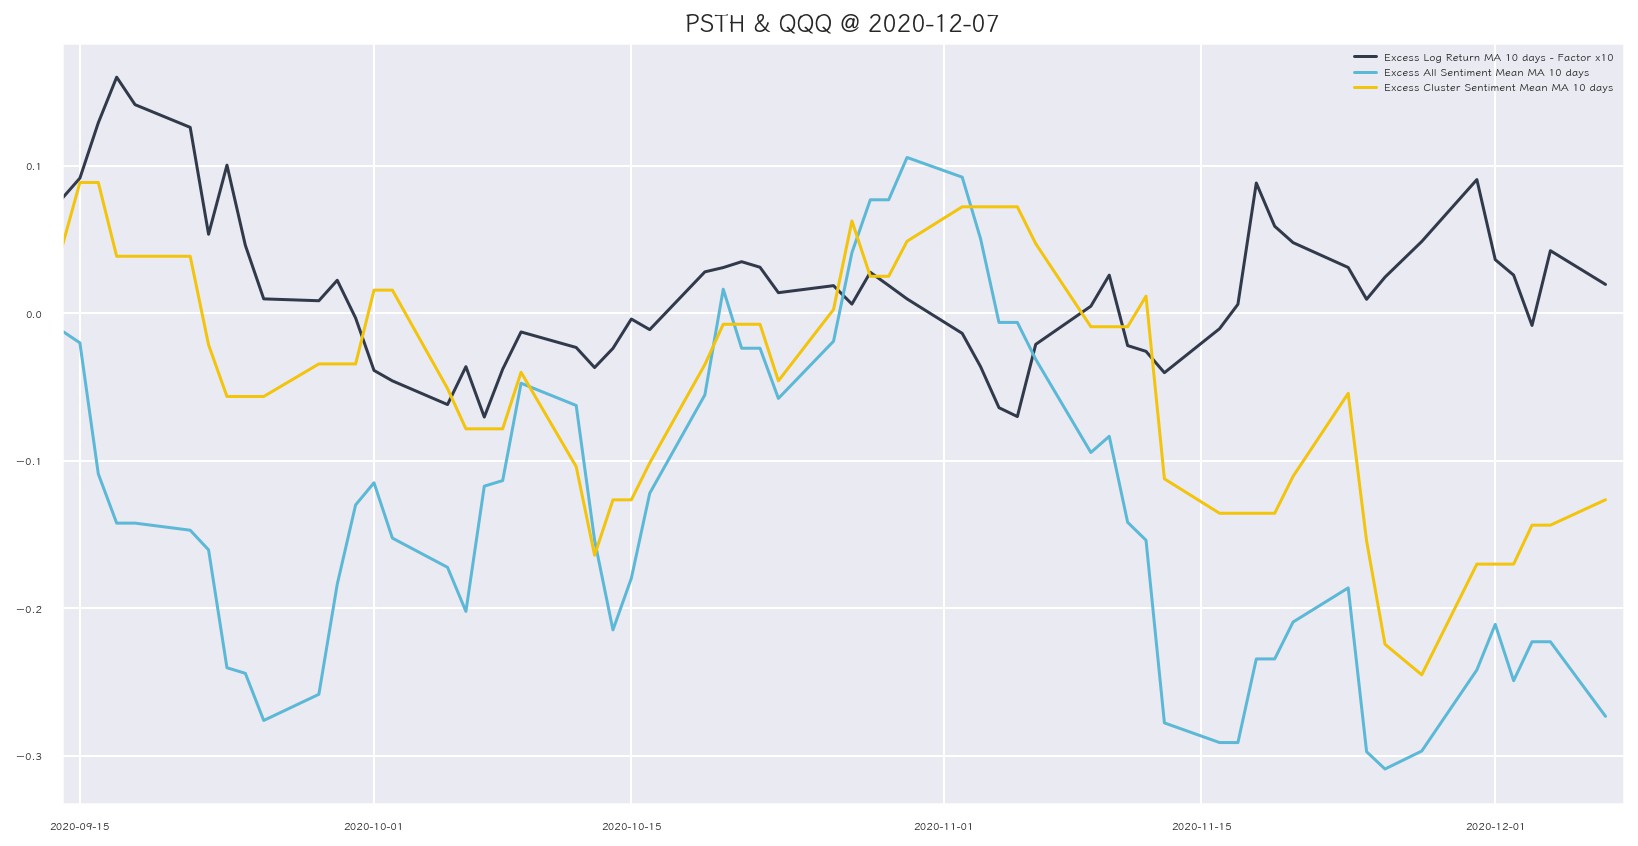 PSTH & QQQ @ 2020-12-07
Excess Log Return MA 10 days - Factor x10
Excess All Sentiment Mean MA 10 days
Excess Cluster Sentiment Mean MA 10 days
0.1
0.0
−0.1
−0.2
−0.3
2020-09-15 2020-10-01 2020-10-15 2020-11-01 2020-11-15 2020-12-01